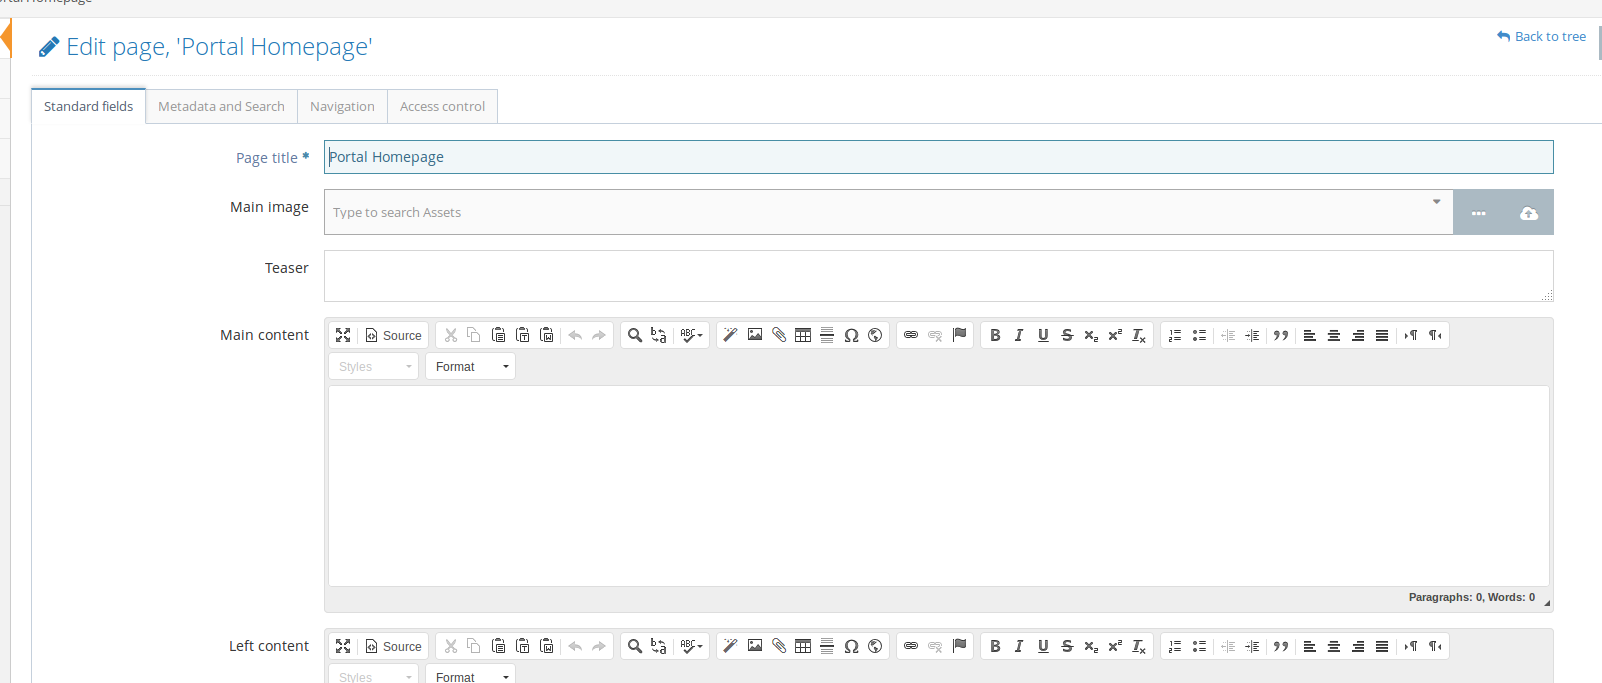 Portal Homepage
Edit page, 'Portal Homepage'
Back to tree
Standard fields
Metadata and Search
Navigation
Access control
Page title *
Portal Homepage
Main image
Type to search Assets
Teaser
Main content
Source
Styles
Format
Paragraphs: 0, Words: 0
Left content
Source
Styles
Format